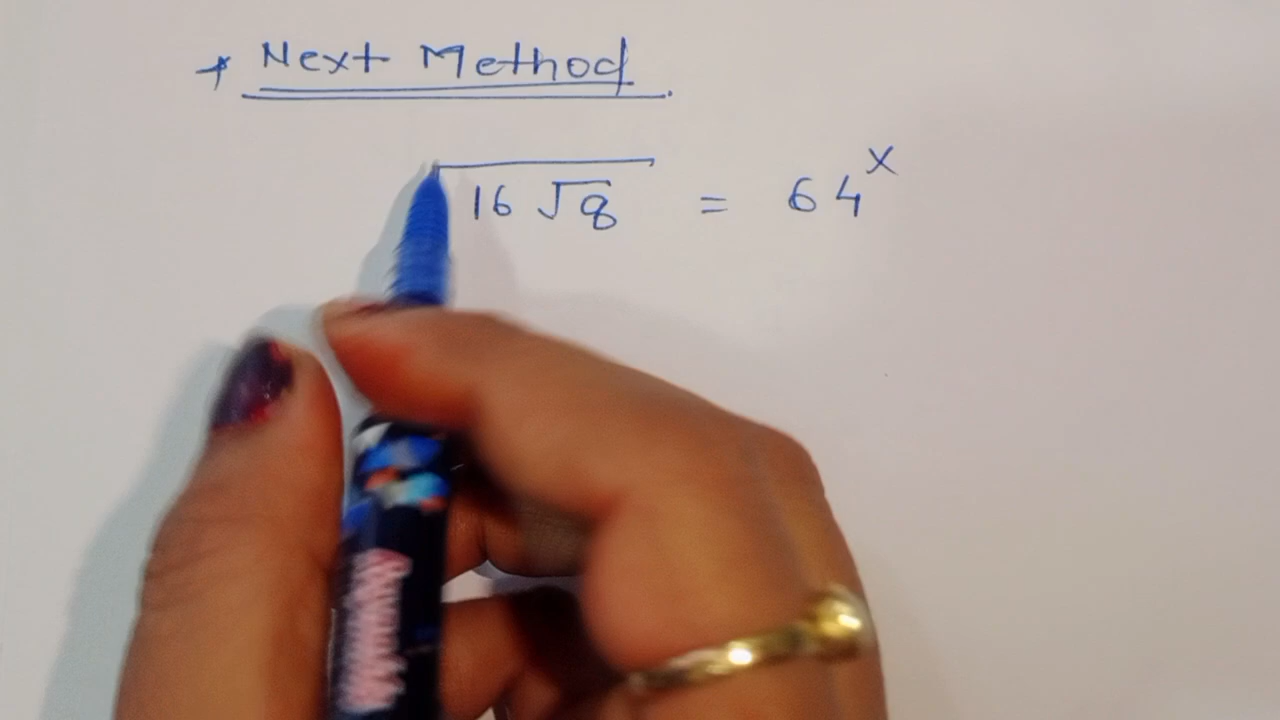 * Next Method.
√(16√8) = 64^x